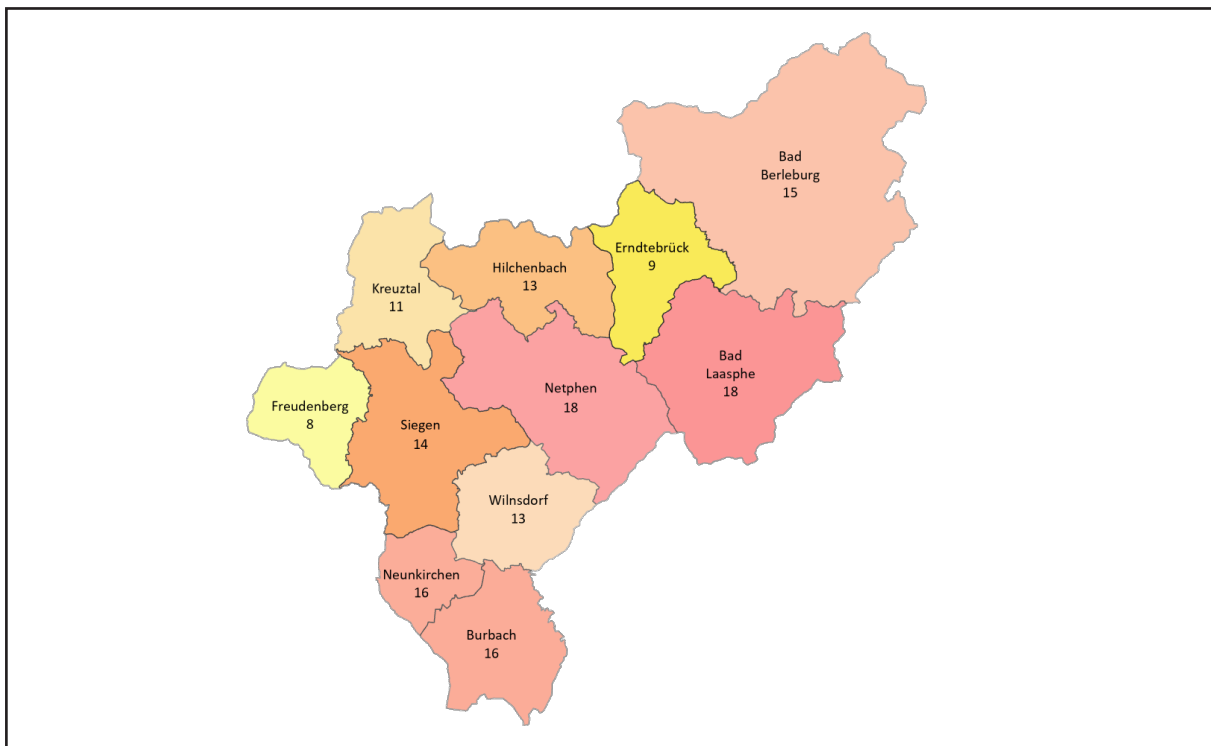 Bad
Berleburg
15
Erndtebrück
9
Hilchenbach
13
Kreuztal
11
Bad
Laasphe
18
Netphen
18
Freudenberg
8
Siegen
14
Wilnsdorf
13
Neunkirchen
16
Burbach
16